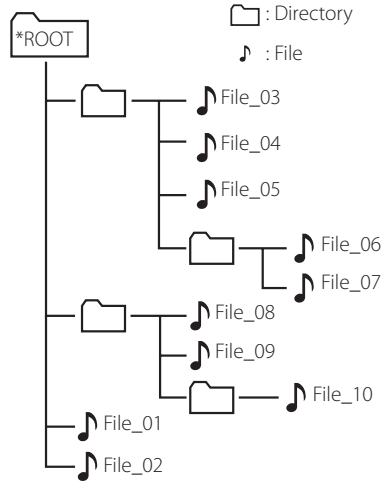 : Directory
*ROOT
: File
File_03
File_04
File_05
File_06
File_07
File_08
File_09
File_10
File_01
File_02